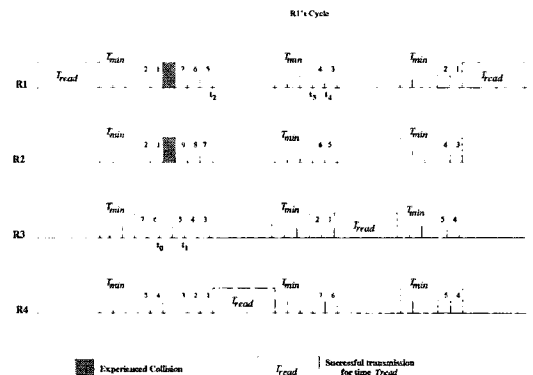 R1's Cycle
Tmin Tmin Tmin
Tread 2 1 7 6 5 4 3 2 1 Tread
R1
t2 t3 t4
Tmin Tmin Tmin
2 1 9 8 7 6 5 4 3
R2
Tmin Tmin Tmin
7 6 5 4 3 2 1 Tread 5 4
R3
t0 t1
Tmin Tmin Tmin
5 4 3 2 1 Tread 7 6 5 4
R4
Experienced Collision Tread Successful transmission
for time Tread